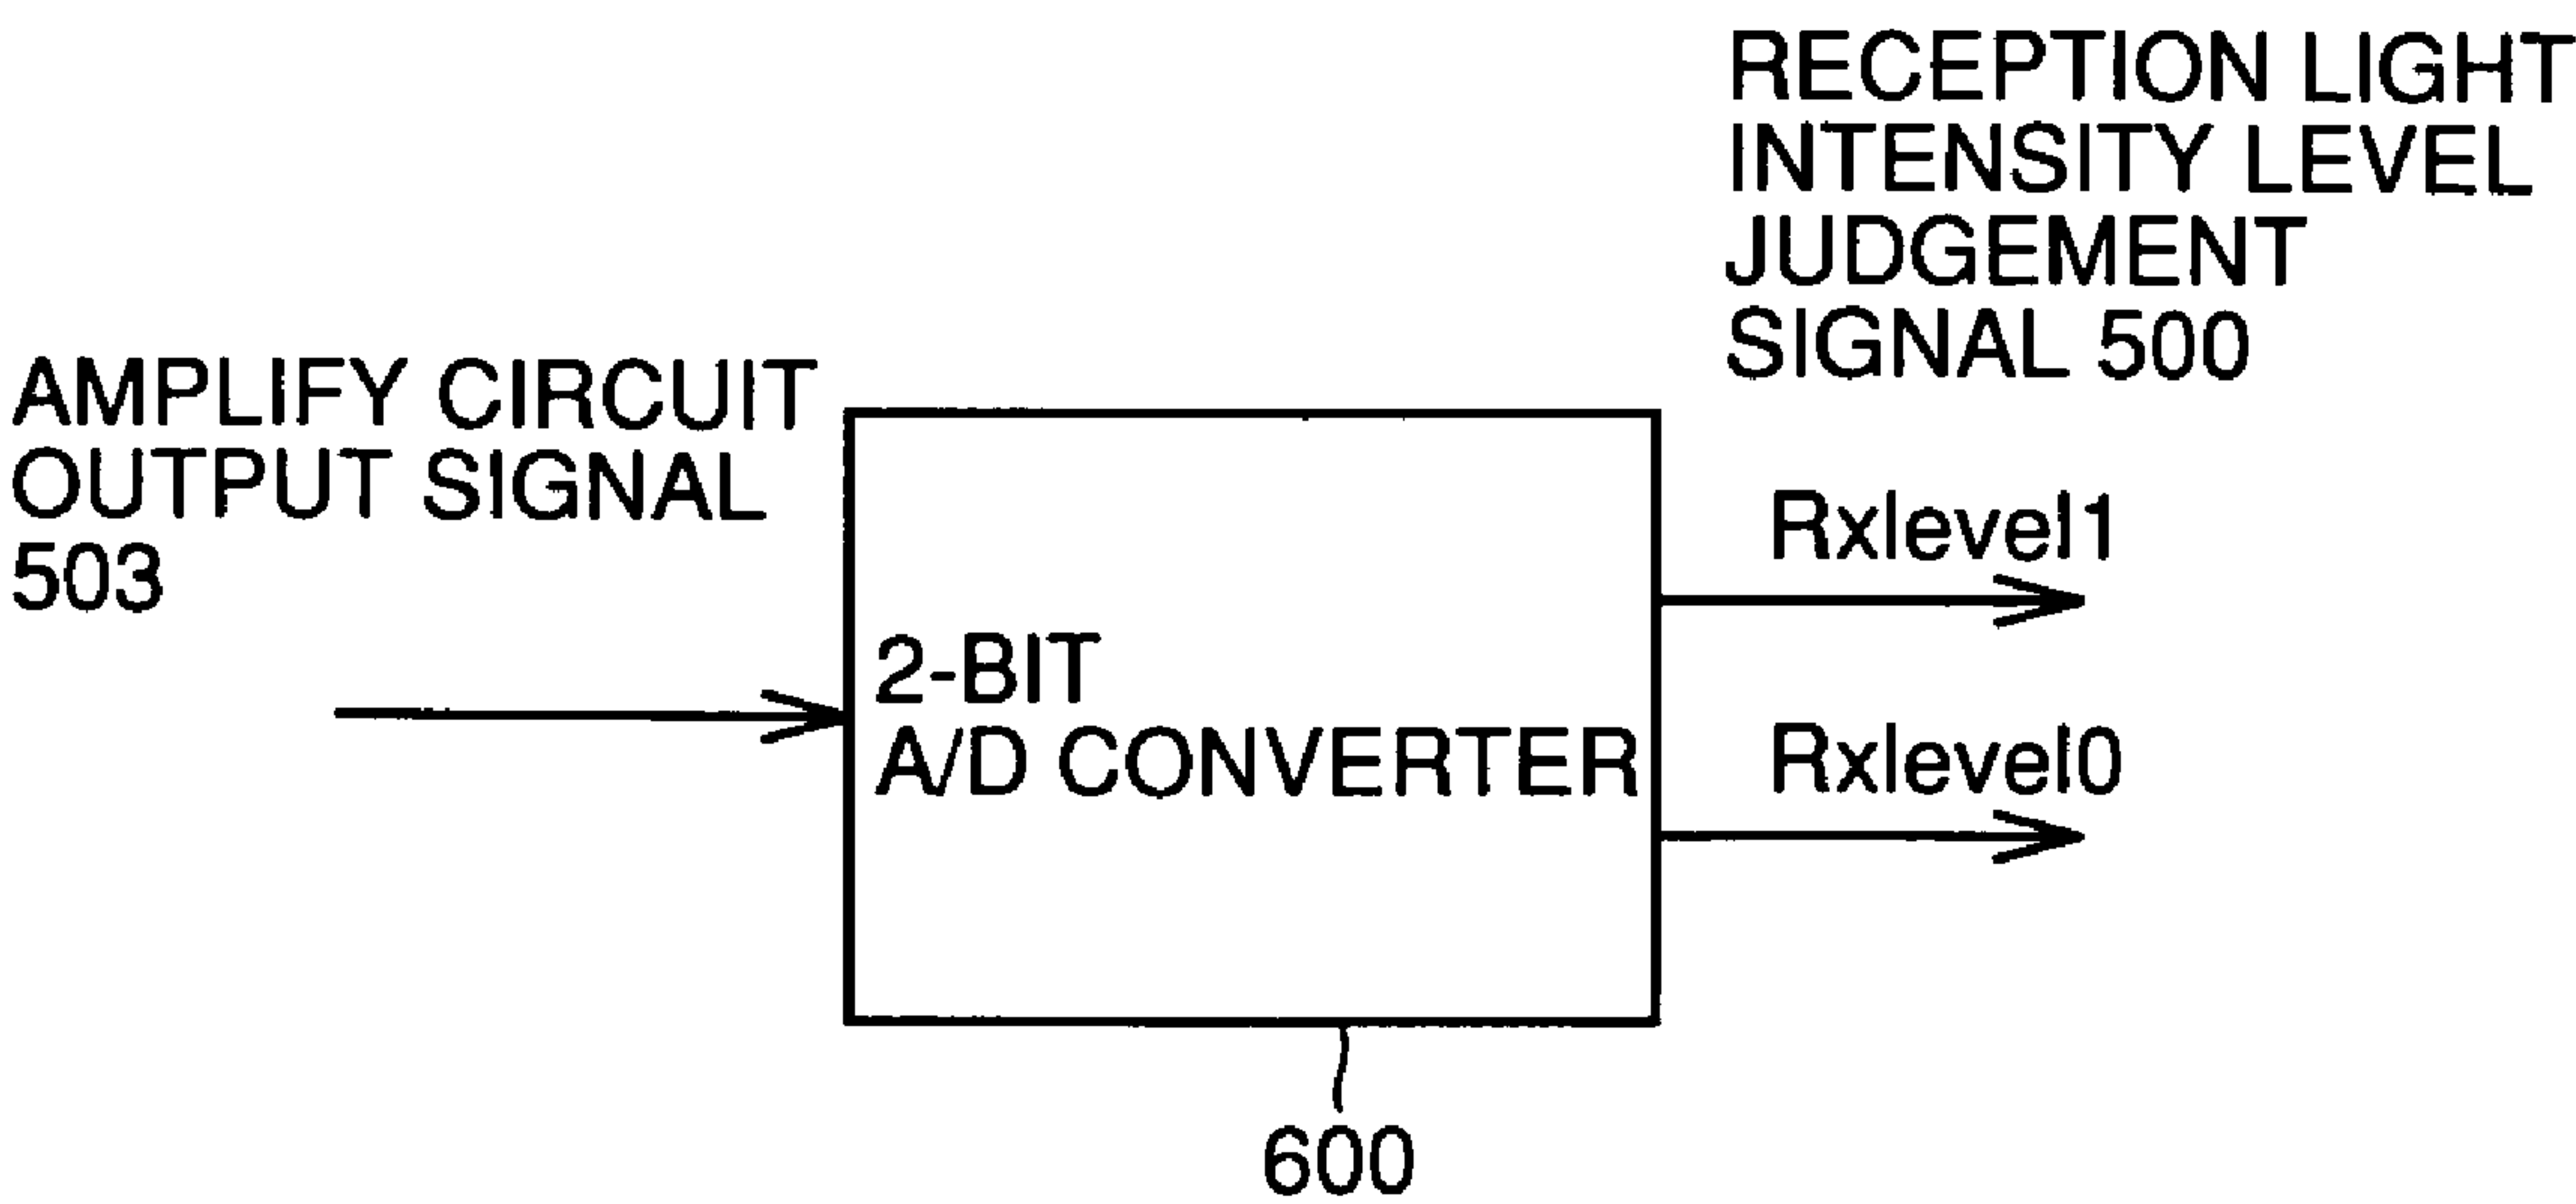 RECEPTION LIGHT
INTENSITY LEVEL
JUDGEMENT
SIGNAL 500
AMPLIFY CIRCUIT
OUTPUT SIGNAL
503
Rxlevel1
2-BIT
A/D CONVERTER
Rxlevel0
600